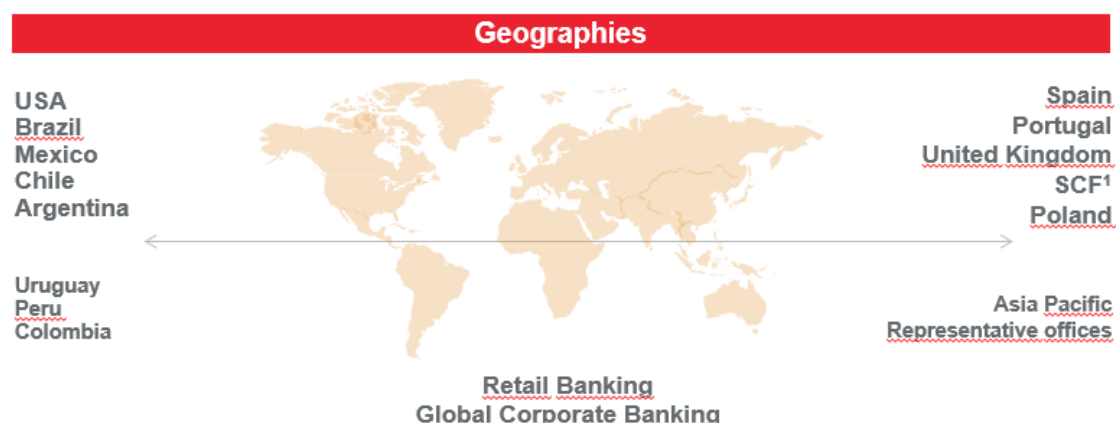 Geographies
USA
Brazil
Mexico
Chile
Argentina
Spain
Portugal
United Kingdom
SCF¹
Poland
Uruguay
Peru
Colombia
Asia Pacific
Representative offices
Retail Banking
Global Corporate Banking